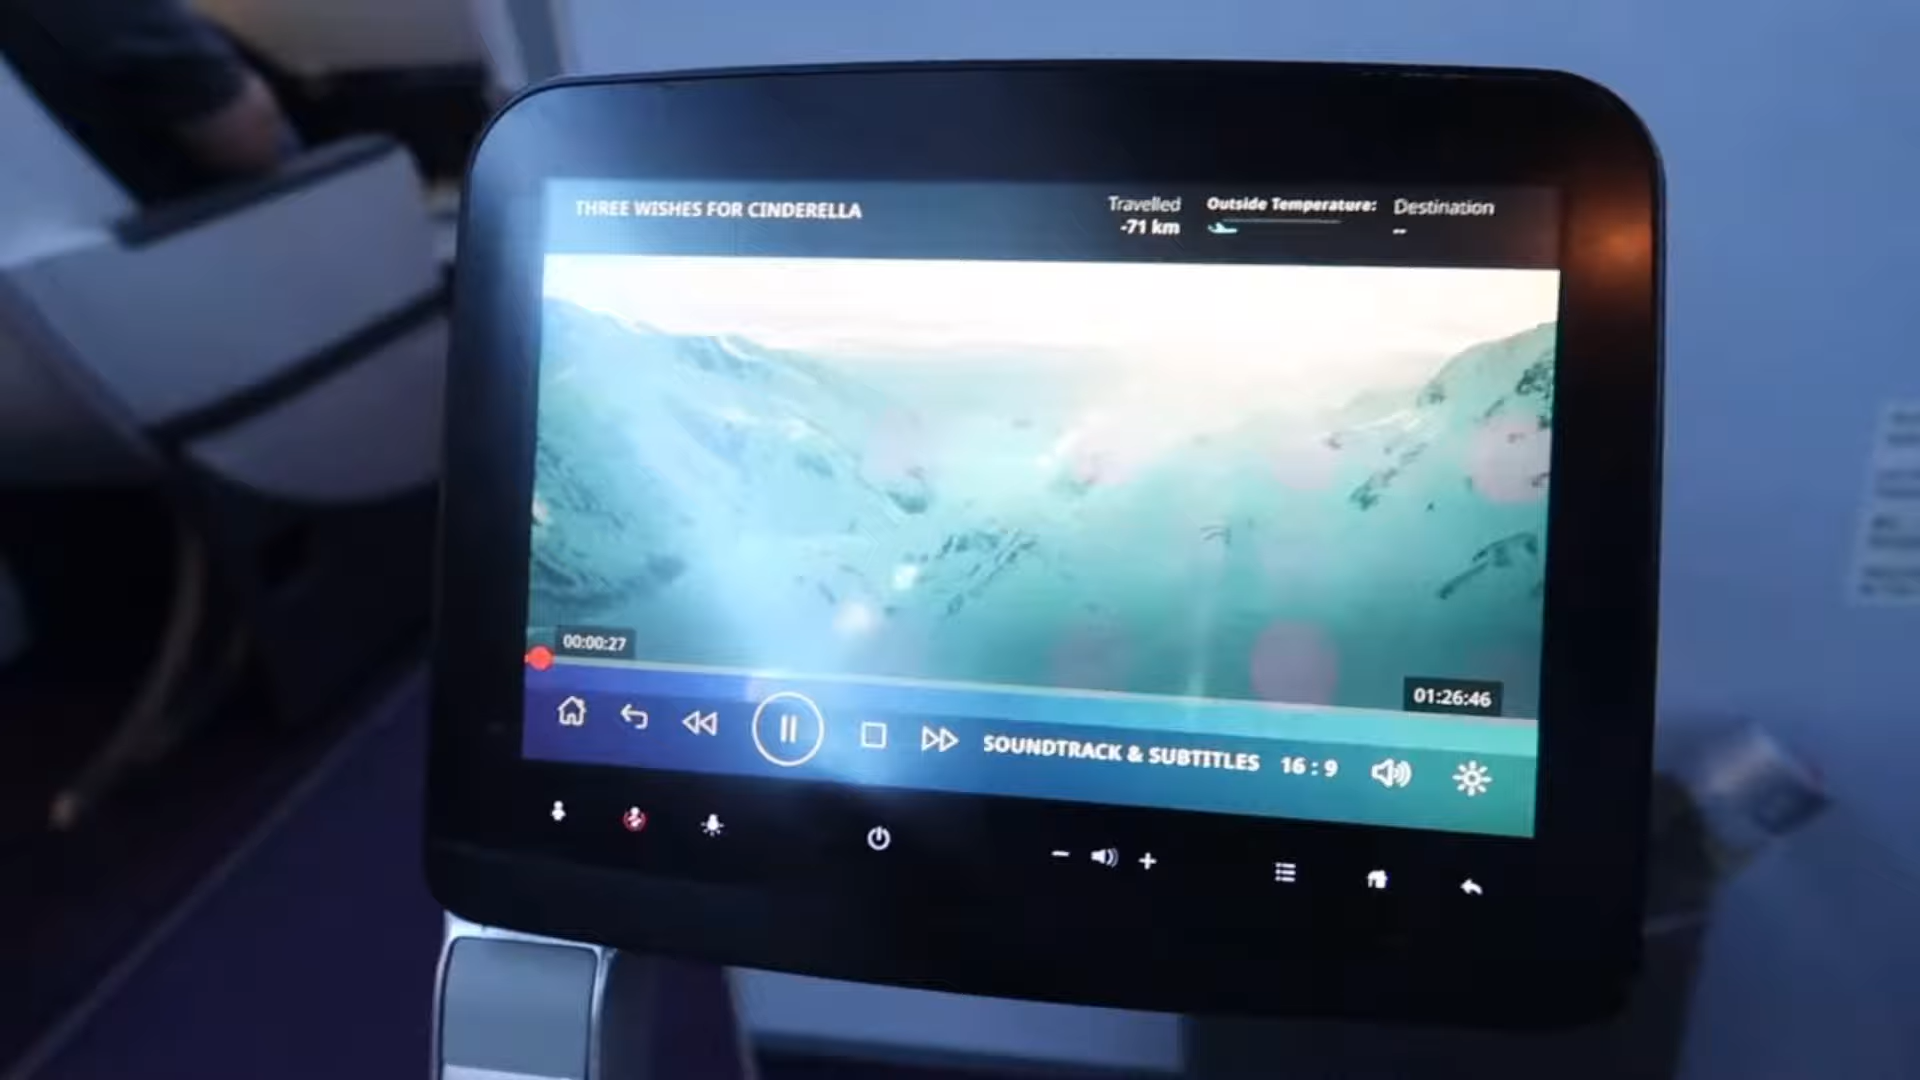 THREE WISHES FOR CINDERELLA
Travelled
-71 km
Outside Temperature:
Destination
--
00:00:27
01:26:46
SOUNDTRACK & SUBTITLES
16 : 9